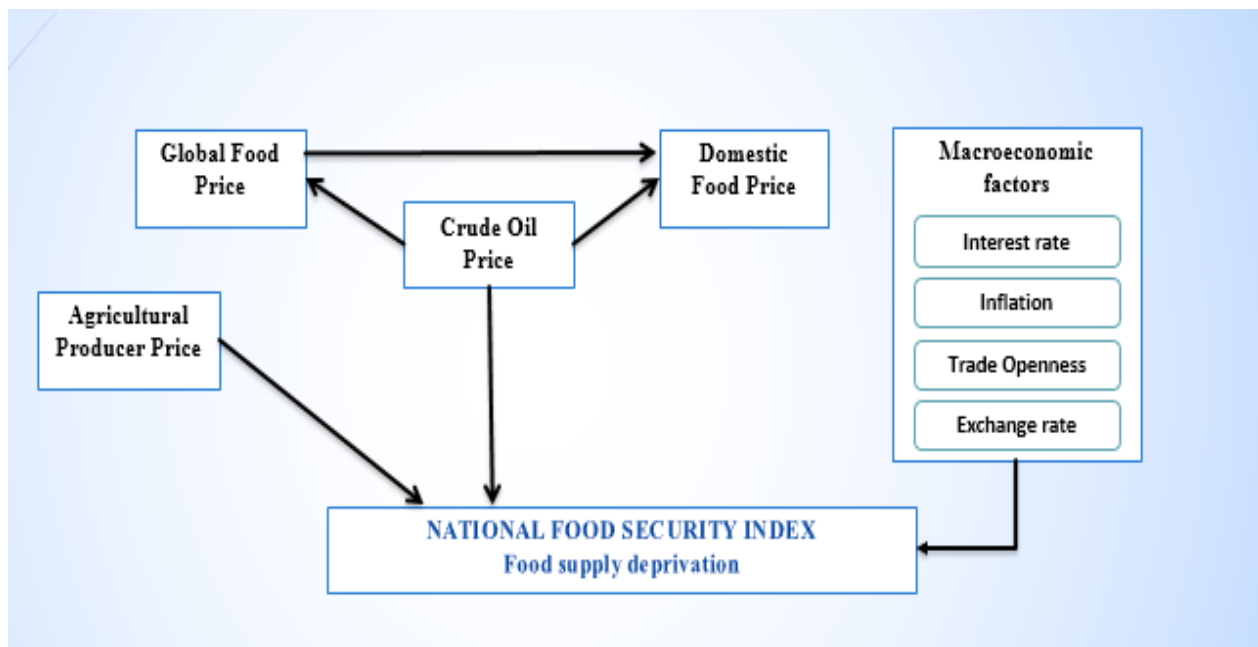 Global Food
Price
Domestic
Food Price
Macroeconomic
factors
Crude Oil
Price
Interest rate
Inflation
Agricultural
Producer Price
Trade Openness
Exchange rate
NATIONAL FOOD SECURITY INDEX
Food supply deprivation